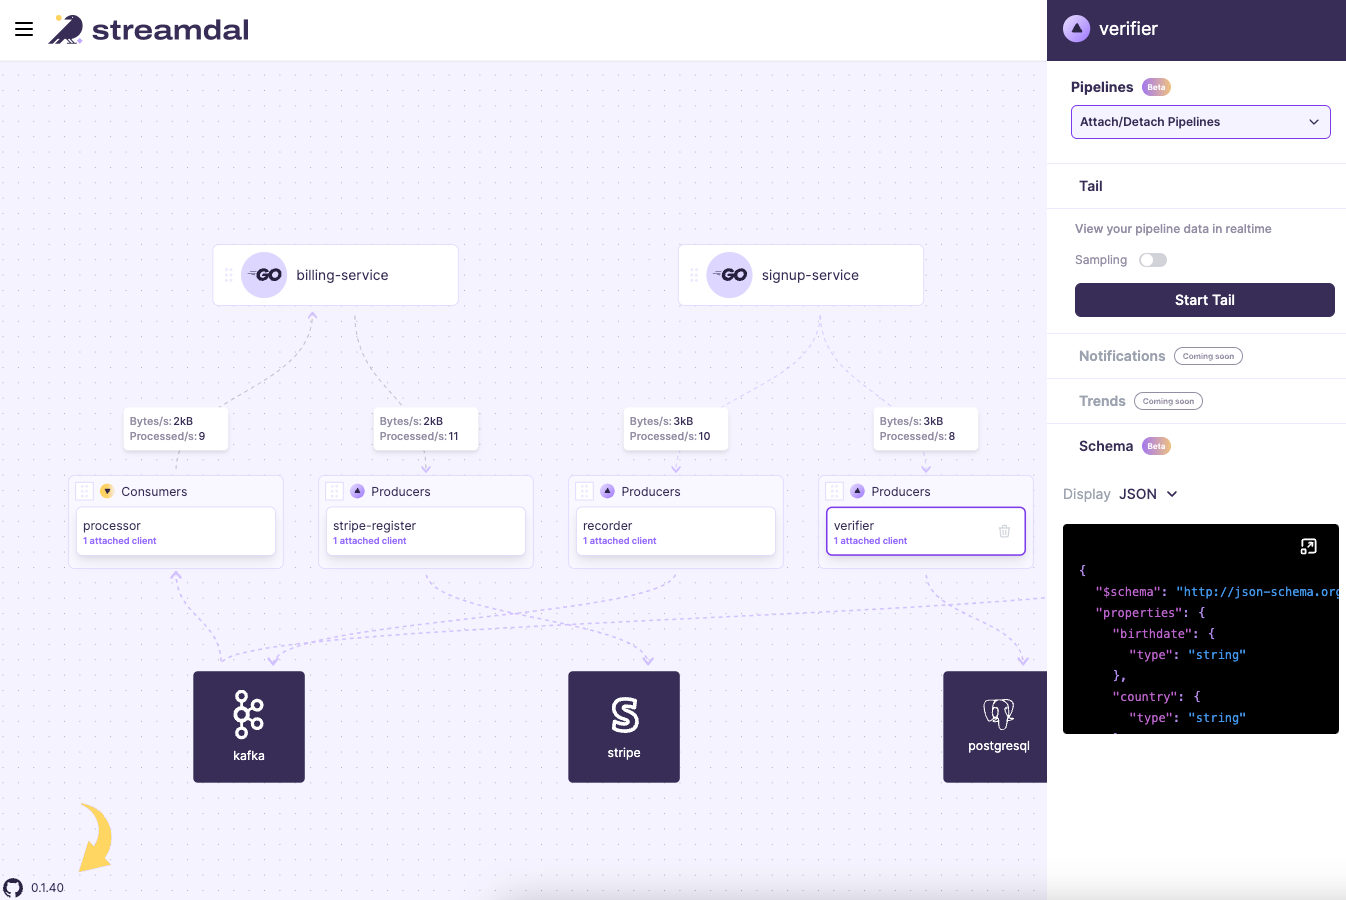 streamdal
verifier
Pipelines Beta
Attach/Detach Pipelines
Tail
View your pipeline data in realtime
Sampling
Start Tail
Notifications Coming soon
Trends Coming soon
Schema Beta
Display JSON
{
"$schema": "http://json-schema.org
"properties": {
"birthdate": {
"type": "string"
},
"country": {
"type": "string"
GO billing-service
GO signup-service
Bytes/s: 2kB
Processed/s: 9
Bytes/s: 2kB
Processed/s: 11
Bytes/s: 3kB
Processed/s: 10
Bytes/s: 3kB
Processed/s: 8
Consumers
processor
1 attached client
Producers
stripe-register
1 attached client
Producers
recorder
1 attached client
Producers
verifier
1 attached client
kafka
S
stripe
postgresql
0.1.40